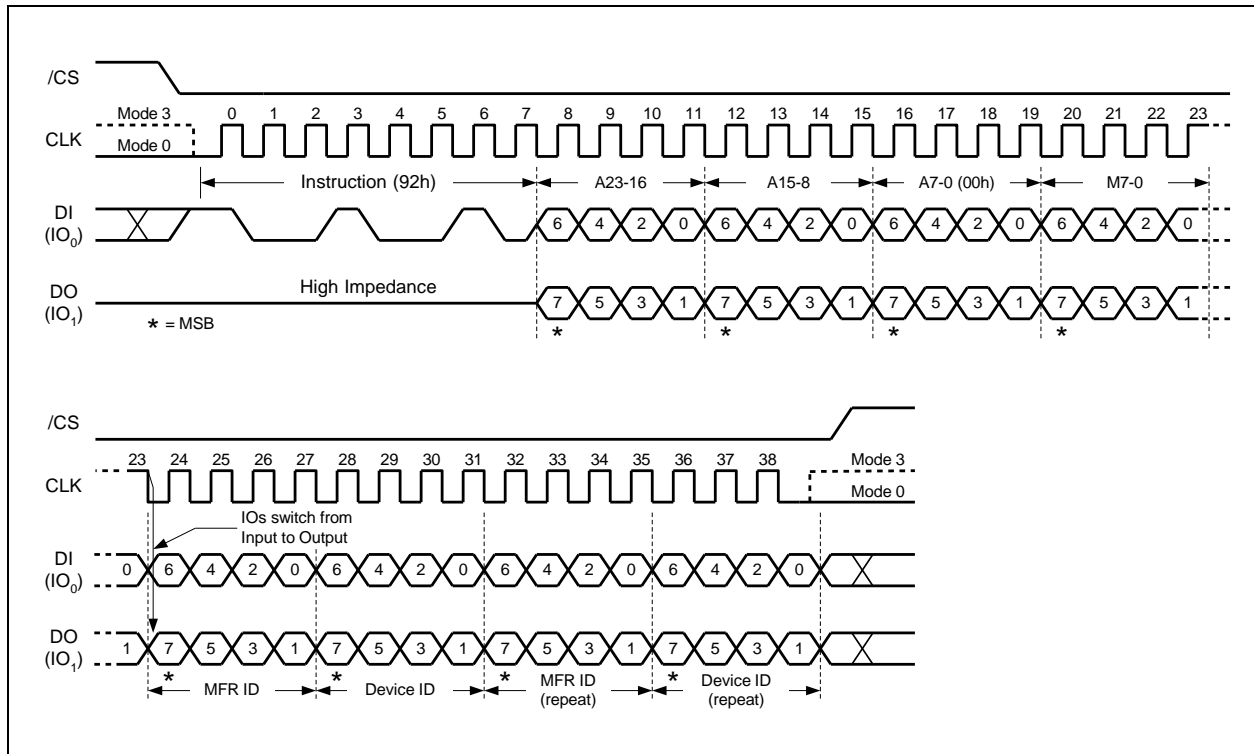 /CS
Mode 3 0 1 2 3 4 5 6 7 8 9 10 11 12 13 14 15 16 17 18 19 20 21 22 23
CLK
Mode 0
Instruction (92h) A23-16 A15-8 A7-0 (00h) M7-0
DI
(IO0)
6 4 2 0 6 4 2 0 6 4 2 0 6 4 2 0
High Impedance
DO
(IO1)
7 5 3 1 7 5 3 1 7 5 3 1 7 5 3 1
* = MSB
* * * *
/CS
23 24 25 26 27 28 29 30 31 32 33 34 35 36 37 38 Mode 3
CLK
Mode 0
IOs switch from
Input to Output
DI
(IO0)
0 6 4 2 0 6 4 2 0 6 4 2 0 6 4 2 0
DO
(IO1)
1 7 5 3 1 7 5 3 1 7 5 3 1 7 5 3 1
* * * *
MFR ID Device ID MFR ID
(repeat) Device ID
(repeat)